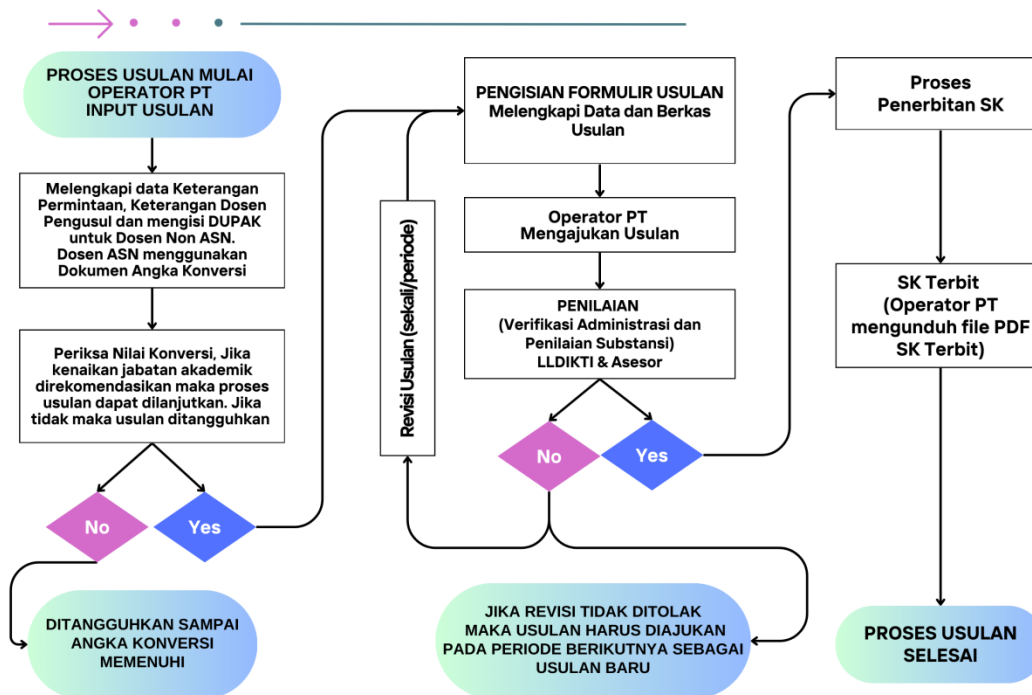 PROSES USULAN MULAI
OPERATOR PT
INPUT USULAN
Melengkapi data Keterangan
Permintaan, Keterangan Dosen
Pengusul dan mengisi DUPAK
untuk Dosen Non ASN.
Dosen ASN menggunakan
Dokumen Angka Konversi
Periksa Nilai Konversi, Jika
kenaikan jabatan akademik
direkomendasikan maka proses
usulan dapat dilanjutkan. Jika
tidak maka usulan ditangguhkan
No
Yes
DITANGGUHKAN SAMPAI
ANGKA KONVERSI
MEMENUHI
PENGISIAN FORMULIR USULAN
Melengkapi Data dan Berkas
Usulan
Operator PT
Mengajukan Usulan
PENILAIAN
(Verifikasi Administrasi dan
Penilaian Substansi)
LLDIKTI & Asesor
No
Yes
Revisi Usulan (sekali/periode)
JIKA REVISI TIDAK DITOLAK
MAKA USULAN HARUS DIAJUKAN
PADA PERIODE BERIKUTNYA SEBAGAI
USULAN BARU
Proses
Penerbitan SK
SK Terbit
(Operator PT
mengunduh file PDF
SK Terbit)
PROSES USULAN
SELESAI